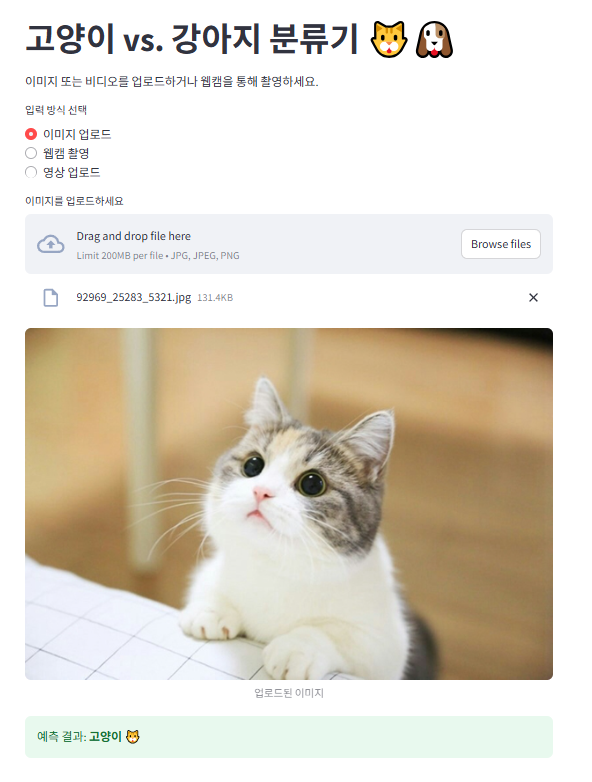 고양이 vs. 강아지 분류기 🐱 🐶
이미지 또는 비디오를 업로드하거나 웹캠을 통해 촬영하세요.
입력 방식 선택
이미지 업로드
웹캠 촬영
영상 업로드
이미지를 업로드하세요
Drag and drop file here
Limit 200MB per file • JPG, JPEG, PNG
Browse files
92969_25283_5321.jpg 131.4KB
업로드된 이미지
예측 결과: 고양이 🐱